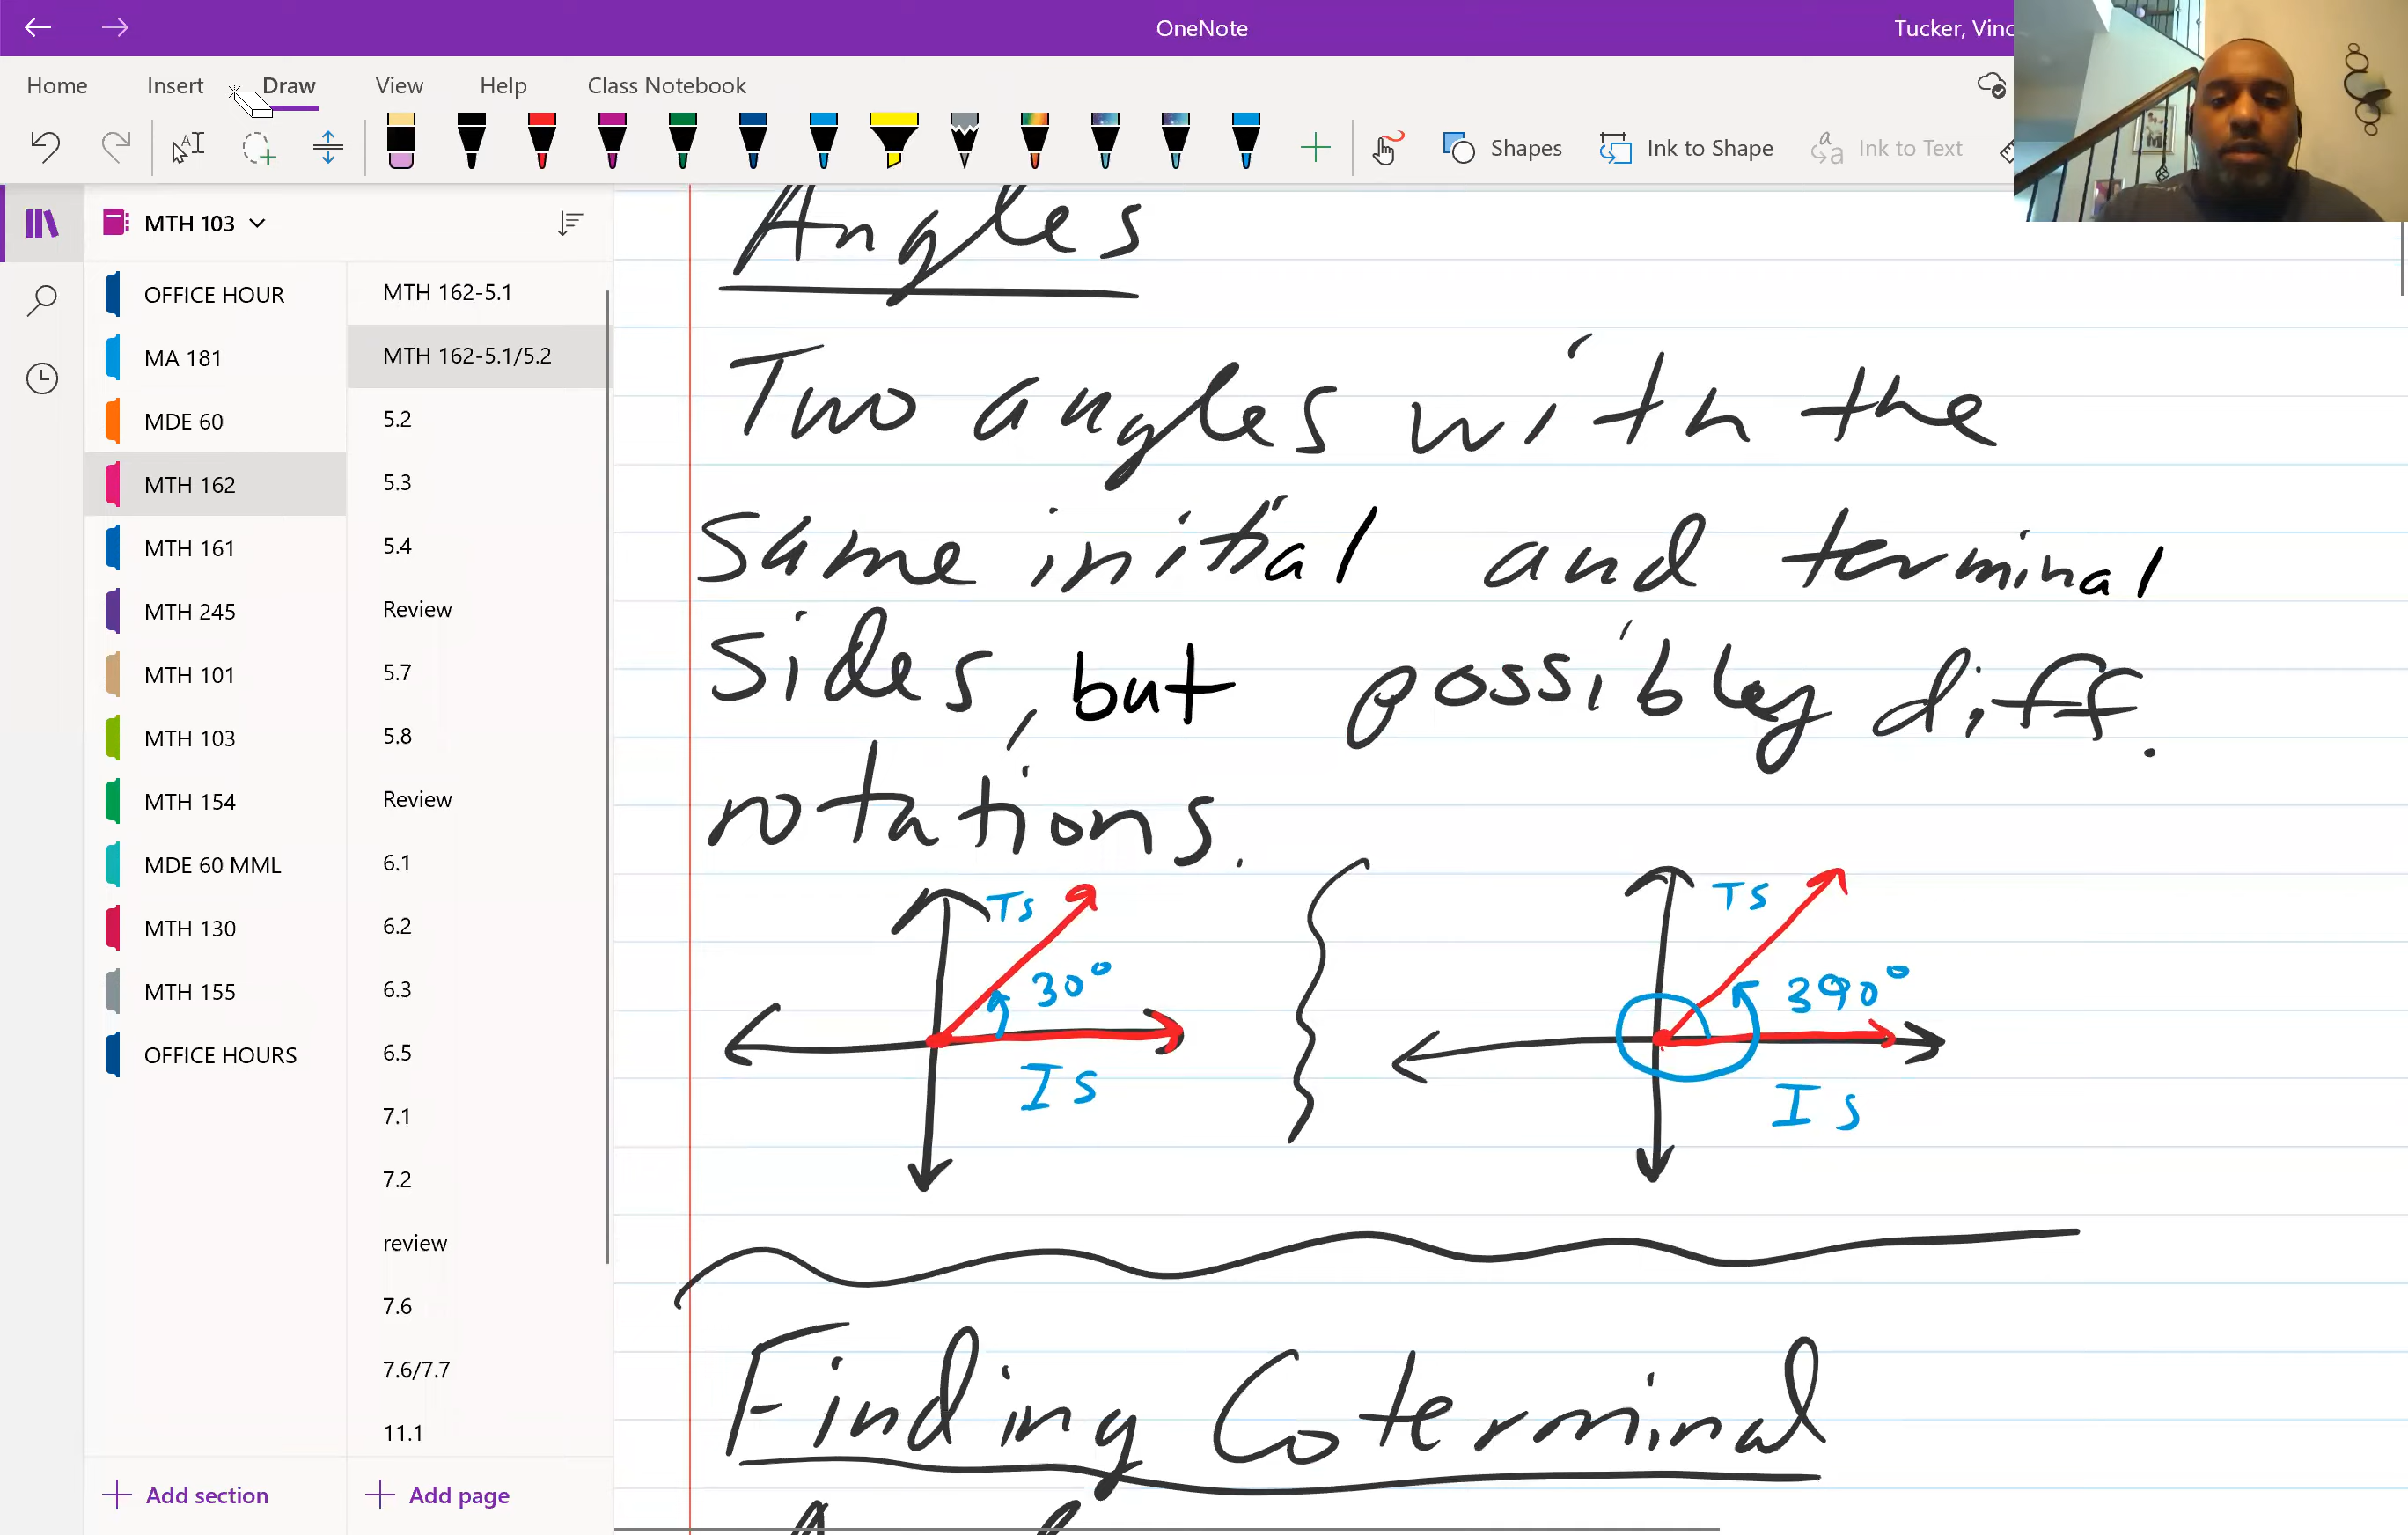 OneNote
Tucker, Vinc
Home Insert Draw View Help Class Notebook
Shapes Ink to Shape Ink to Text
MTH 103
OFFICE HOUR
MA 181
MDE 60
MTH 162
MTH 161
MTH 245
MTH 101
MTH 103
MTH 154
MDE 60 MML
MTH 130
MTH 155
OFFICE HOURS
Add section
MTH 162-5.1
MTH 162-5.1/5.2
5.2
5.3
5.4
Review
5.7
5.8
Review
6.1
6.2
6.3
6.5
7.1
7.2
review
7.6
7.6/7.7
11.1
Add page
Angles
Two angles with the
same initial and terminal
sides, but possibly diff.
rotations.
TS
30°
IS
TS
390°
IS
Finding Coterminal